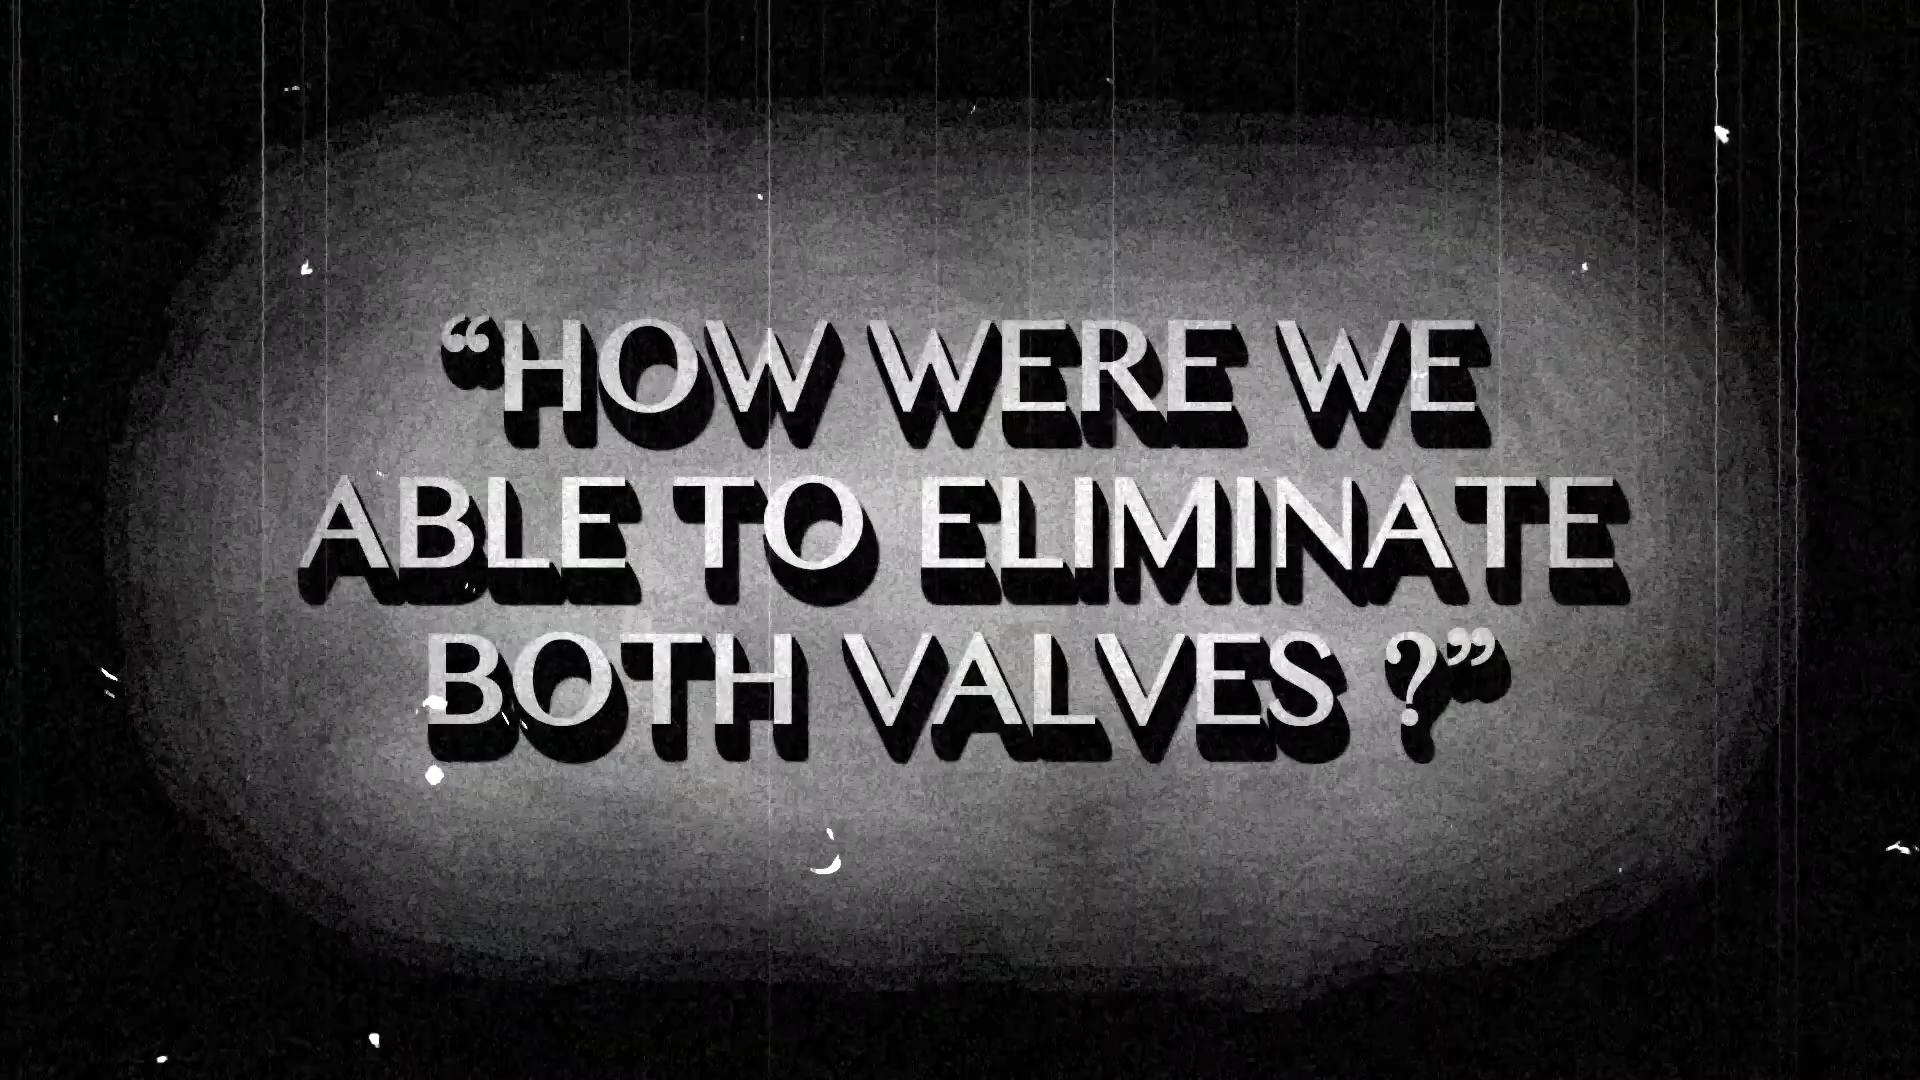 “HOW WERE WE
ABLE TO ELIMINATE
BOTH VALVES ?”